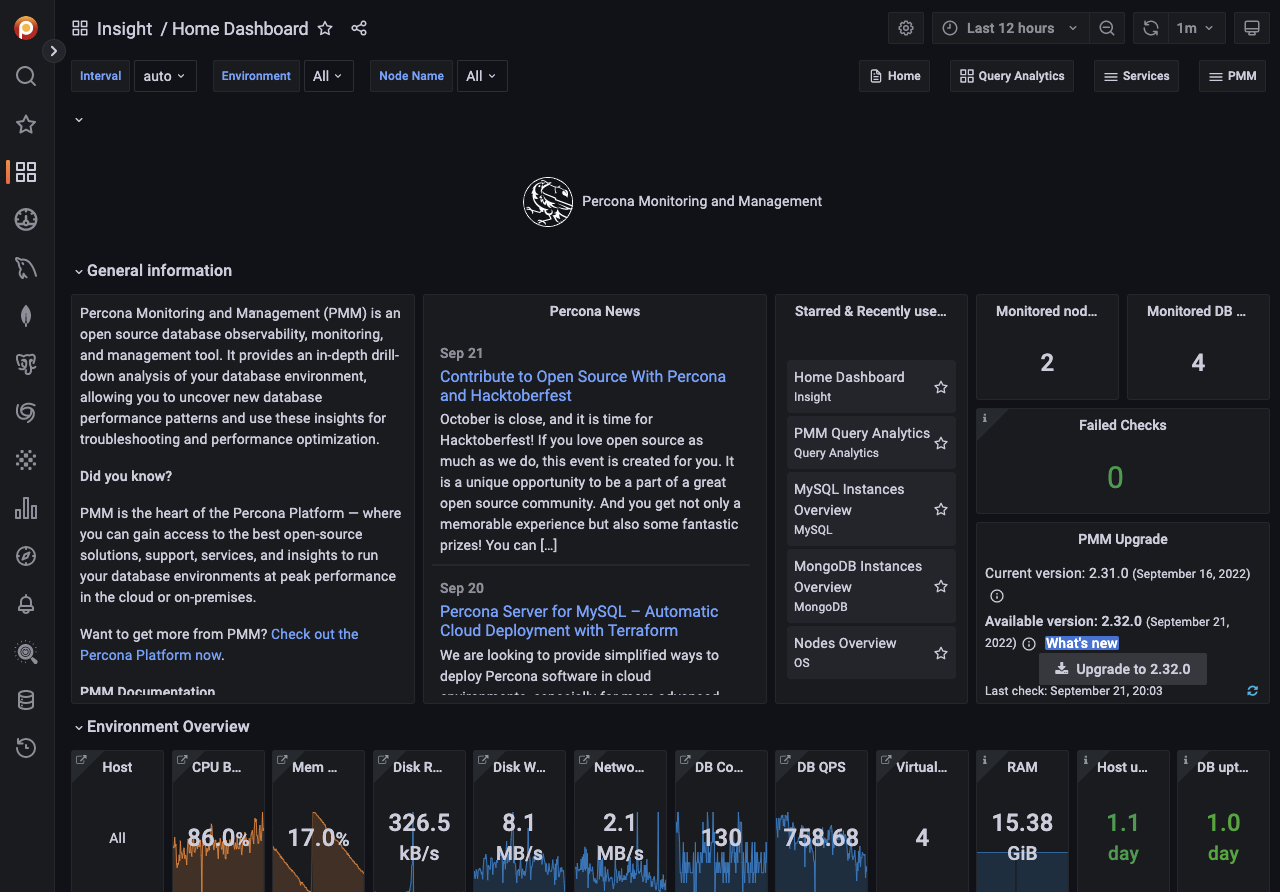 Insight / Home Dashboard
Last 12 hours
1m
Interval
auto
Environment
All
Node Name
All
Home
Query Analytics
Services
PMM
Percona Monitoring and Management
General information
Percona Monitoring and Management (PMM) is an
open source database observability, monitoring,
and management tool. It provides an in-depth drill-
down analysis of your database environment,
allowing you to uncover new database
performance patterns and use these insights for
troubleshooting and performance optimization.
Did you know?
PMM is the heart of the Percona Platform — where
you can gain access to the best open-source
solutions, support, services, and insights to run
your database environments at peak performance
in the cloud or on-premises.
Want to get more from PMM? Check out the
Percona Platform now.
PMM Documentation
Percona News
Sep 21
Contribute to Open Source With Percona
and Hacktoberfest
October is close, and it is time for
Hacktoberfest! If you love open source as
much as we do, this event is created for you. It
is a unique opportunity to be a part of a great
open source community. And you get not only a
memorable experience but also some fantastic
prizes! You can […]
Sep 20
Percona Server for MySQL – Automatic
Cloud Deployment with Terraform
We are looking to provide simplified ways to
deploy Percona software in cloud
environments, especially for more advanced
Starred & Recently use...
Home Dashboard
Insight
PMM Query Analytics
Query Analytics
MySQL Instances
Overview
MySQL
MongoDB Instances
Overview
MongoDB
Nodes Overview
OS
Monitored nod...
2
Monitored DB ...
4
Failed Checks
0
PMM Upgrade
Current version: 2.31.0 (September 16, 2022)
Available version: 2.32.0 (September 21,
2022) What's new
Upgrade to 2.32.0
Last check: September 21, 20:03
Environment Overview
Host
All
CPU B...
86.0%
Mem ...
17.0%
Disk R...
326.5
kB/s
Disk W...
8.1
MB/s
Netwo...
2.1
MB/s
DB Co...
130
DB QPS
758.68
Virtual...
4
RAM
15.38
GiB
Host u...
1.1
day
DB upt...
1.0
day